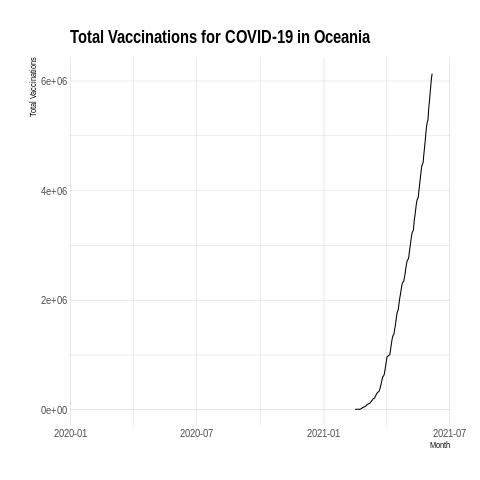 Total Vaccinations for COVID-19 in Oceania
Total Vaccinations
6e+06
4e+06
2e+06
0e+00
2020-01 2020-07 2021-01 2021-07
Month